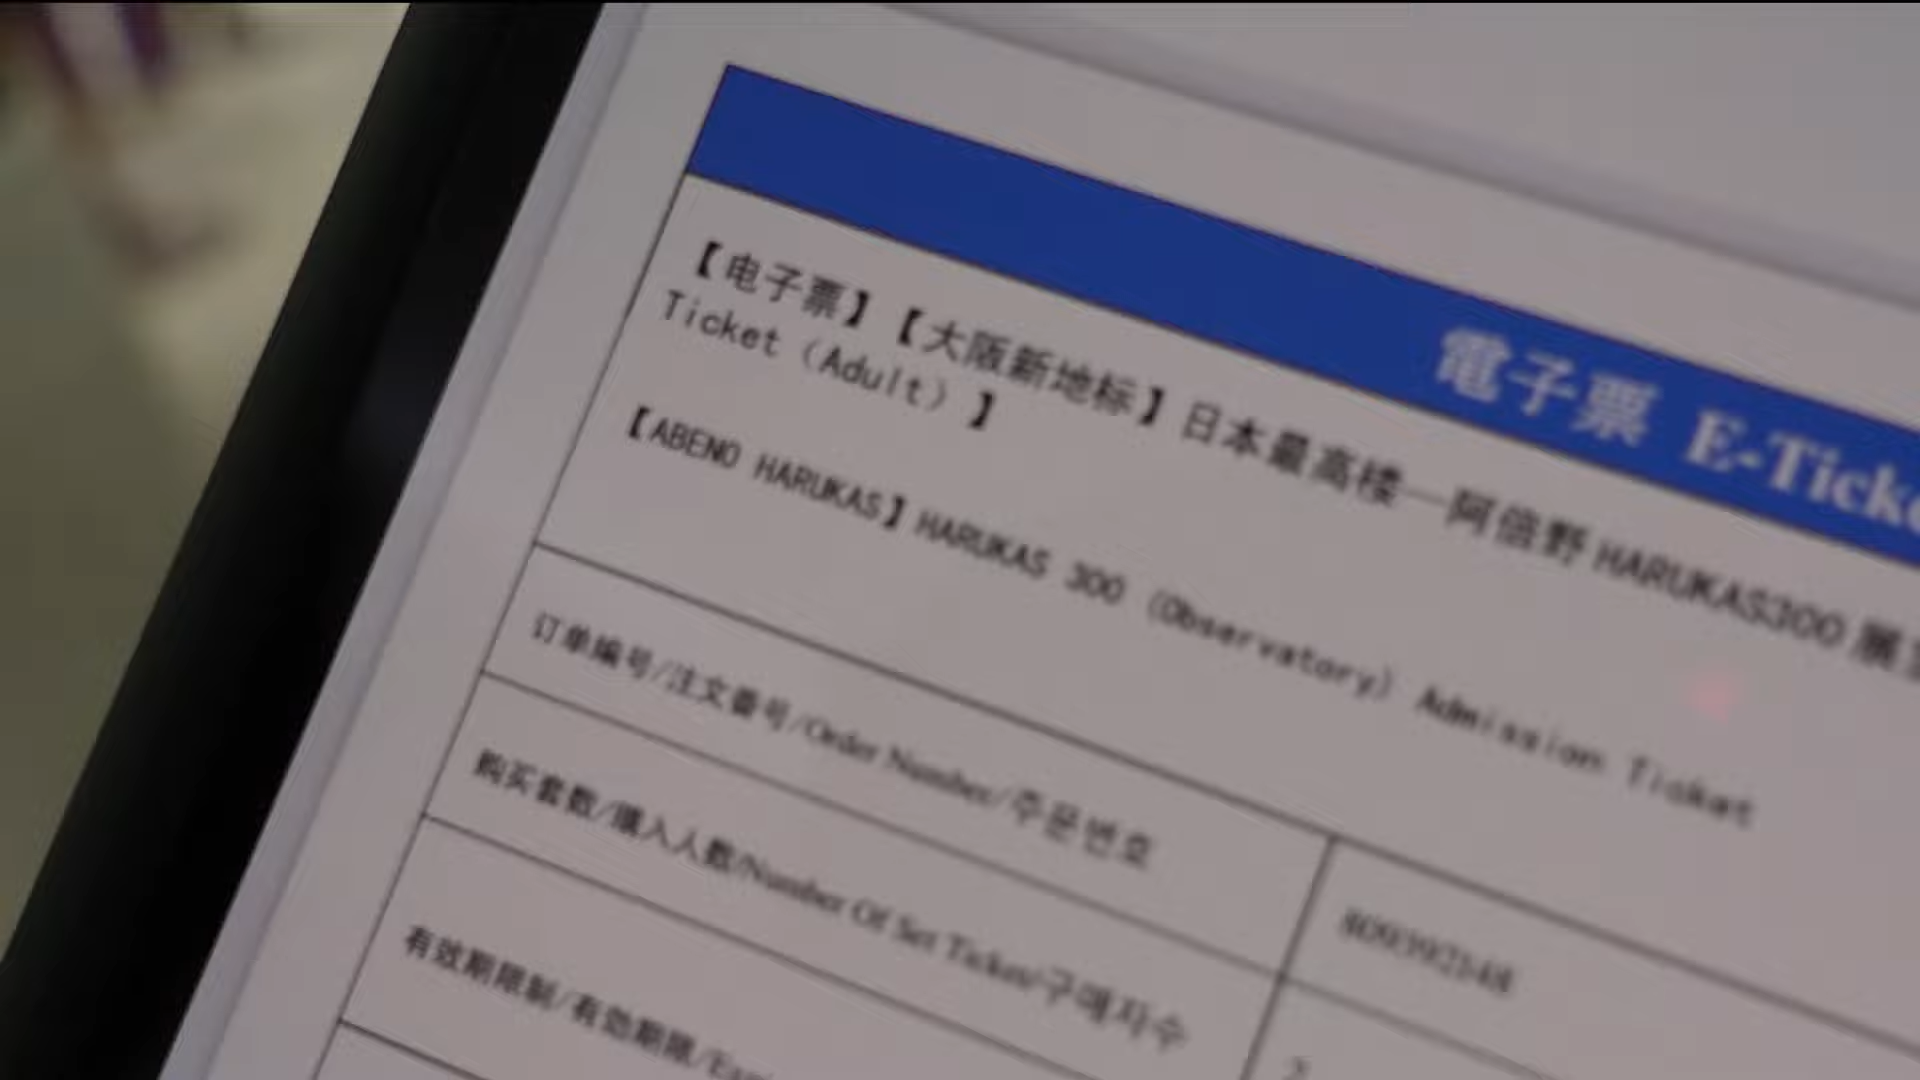 電子票 E-Ticke
【电子票】【大阪新地标】日本最高楼一阿倍野 HARUKAS300 展
Ticket (Adult) 】
【ABENO HARUKAS】HARUKAS 300 (Observatory) Admission Ticket
订单编号/注文番号/Order Number/주문번호
购买套数/購入人数/Number Of Set Ticket/구매자수
2
有效期限制/有効期限/